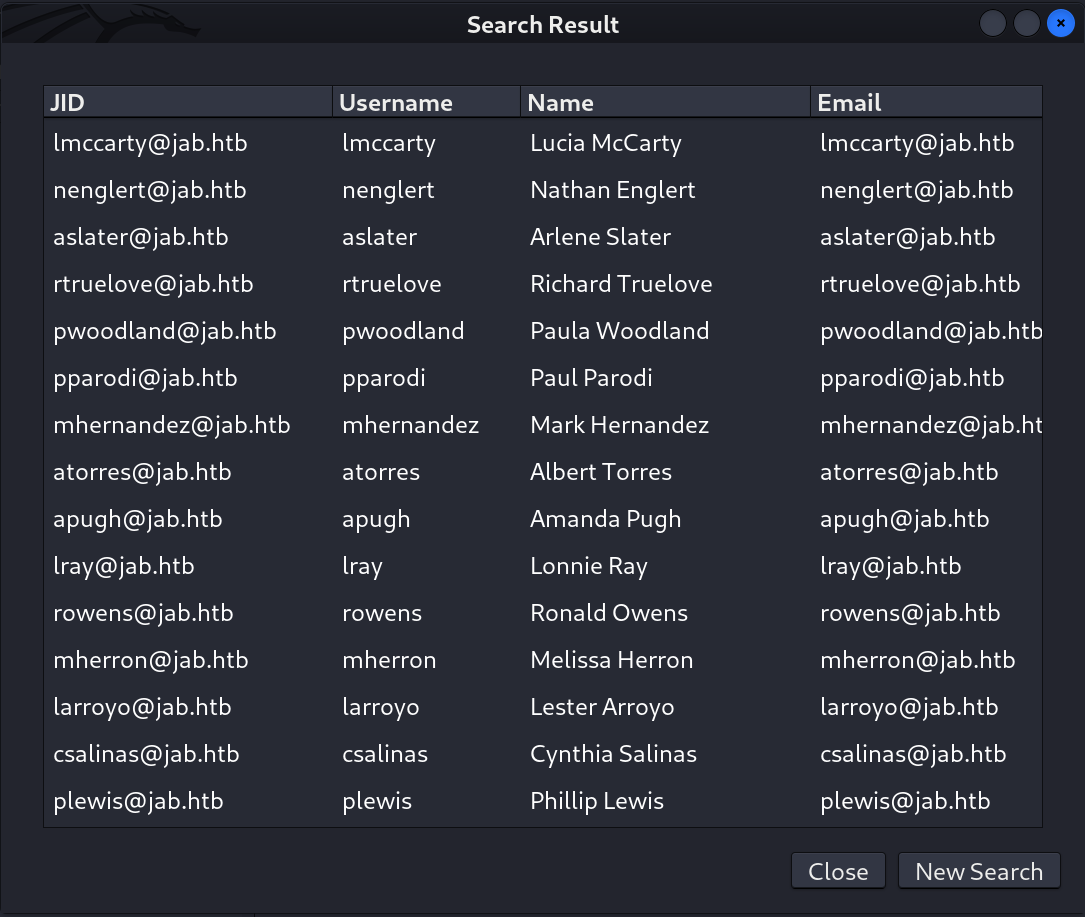 Search Result
JID Username Name Email
lmccarty@jab.htb lmccarty Lucia McCarty lmccarty@jab.htb
nenglert@jab.htb nenglert Nathan Englert nenglert@jab.htb
aslater@jab.htb aslater Arlene Slater aslater@jab.htb
rtruelove@jab.htb rtruelove Richard Truelove rtruelove@jab.htb
pwoodland@jab.htb pwoodland Paula Woodland pwoodland@jab.htb
pparodi@jab.htb pparodi Paul Parodi pparodi@jab.htb
mhernandez@jab.htb mhernandez Mark Hernandez mhernandez@jab.ht
atorres@jab.htb atorres Albert Torres atorres@jab.htb
apugh@jab.htb apugh Amanda Pugh apugh@jab.htb
lray@jab.htb lray Lonnie Ray lray@jab.htb
rowens@jab.htb rowens Ronald Owens rowens@jab.htb
mherron@jab.htb mherron Melissa Herron mherron@jab.htb
larroyo@jab.htb larroyo Lester Arroyo larroyo@jab.htb
csalinas@jab.htb csalinas Cynthia Salinas csalinas@jab.htb
plewis@jab.htb plewis Phillip Lewis plewis@jab.htb
Close New Search